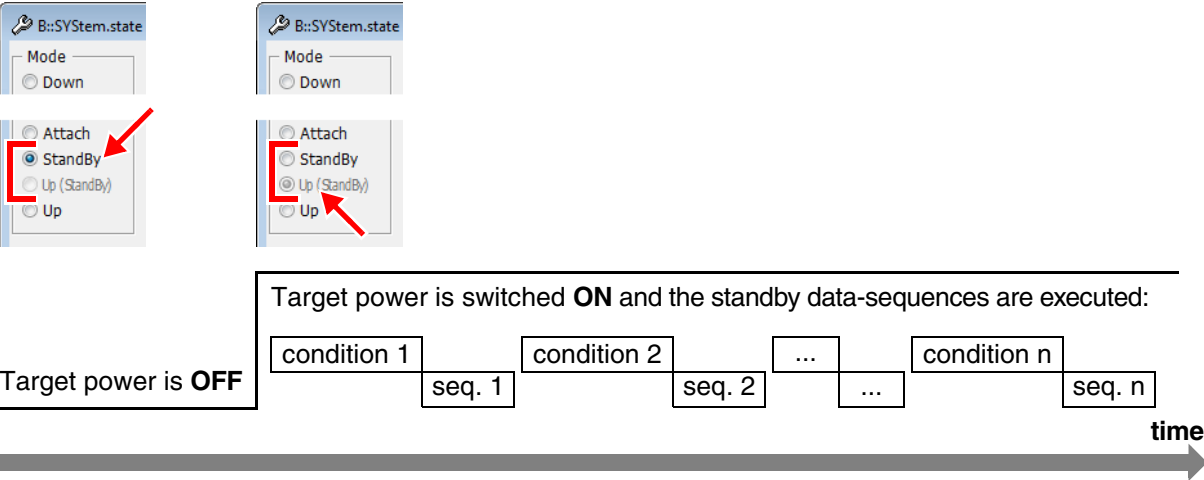 B::SYStem.state
Mode
Down
Attach
StandBy
Up (StandBy)
Up
B::SYStem.state
Mode
Down
Attach
StandBy
Up (StandBy)
Up
Target power is switched ON and the standby data-sequences are executed:
condition 1 condition 2 ... condition n
Target power is OFF
seq. 1 seq. 2 ... seq. n
time